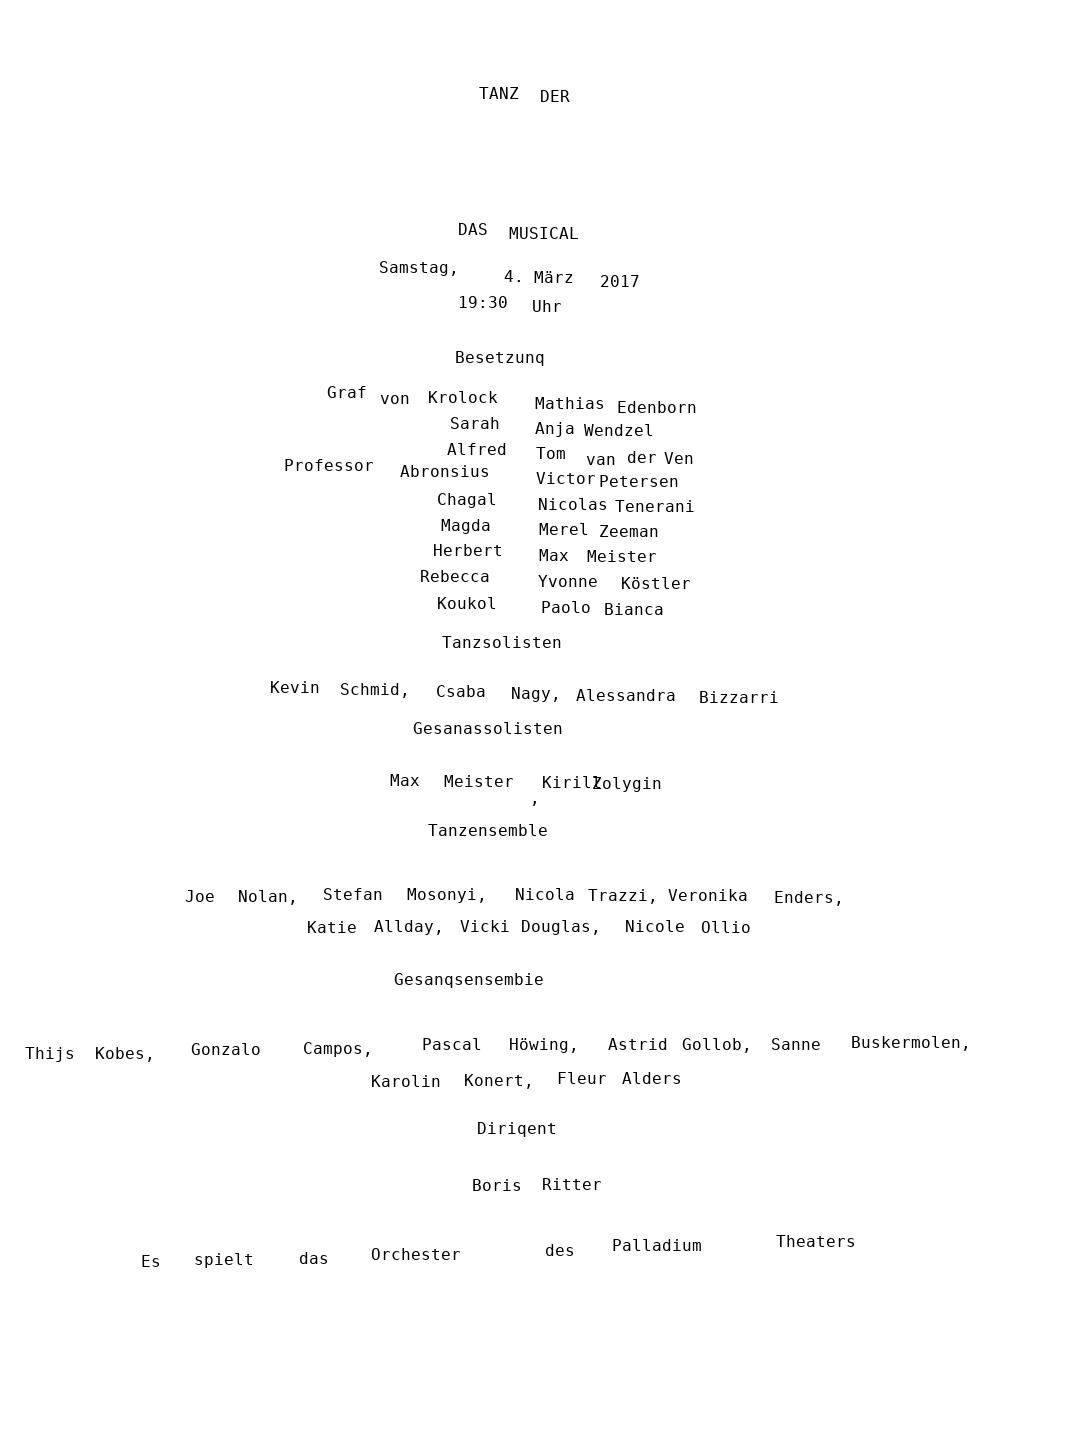 TANZ DER
DAS MUSICAL
Samstag, 4. März 2017
19:30 Uhr
Besetzunq
Graf von Krolock Mathias Edenborn
Sarah Anja Wendzel
Alfred Tom van der Ven
Professor Abronsius Victor Petersen
Chagal Nicolas Tenerani
Magda Merel Zeeman
Herbert Max Meister
Rebecca Yvonne Köstler
Koukol Paolo Bianca
Tanzsolisten
Kevin Schmid, Csaba Nagy, Alessandra Bizzarri
Gesanassolisten
Max Meister , Kirill Zolygin
Tanzensemble
Joe Nolan, Stefan Mosonyi, Nicola Trazzi, Veronika Enders,
Katie Allday, Vicki Douglas, Nicole Ollio
Gesanqsensembie
Thijs Kobes, Gonzalo Campos, Pascal Höwing, Astrid Gollob, Sanne Buskermolen,
Karolin Konert, Fleur Alders
Diriqent
Boris Ritter
Es spielt das Orchester des Palladium Theaters